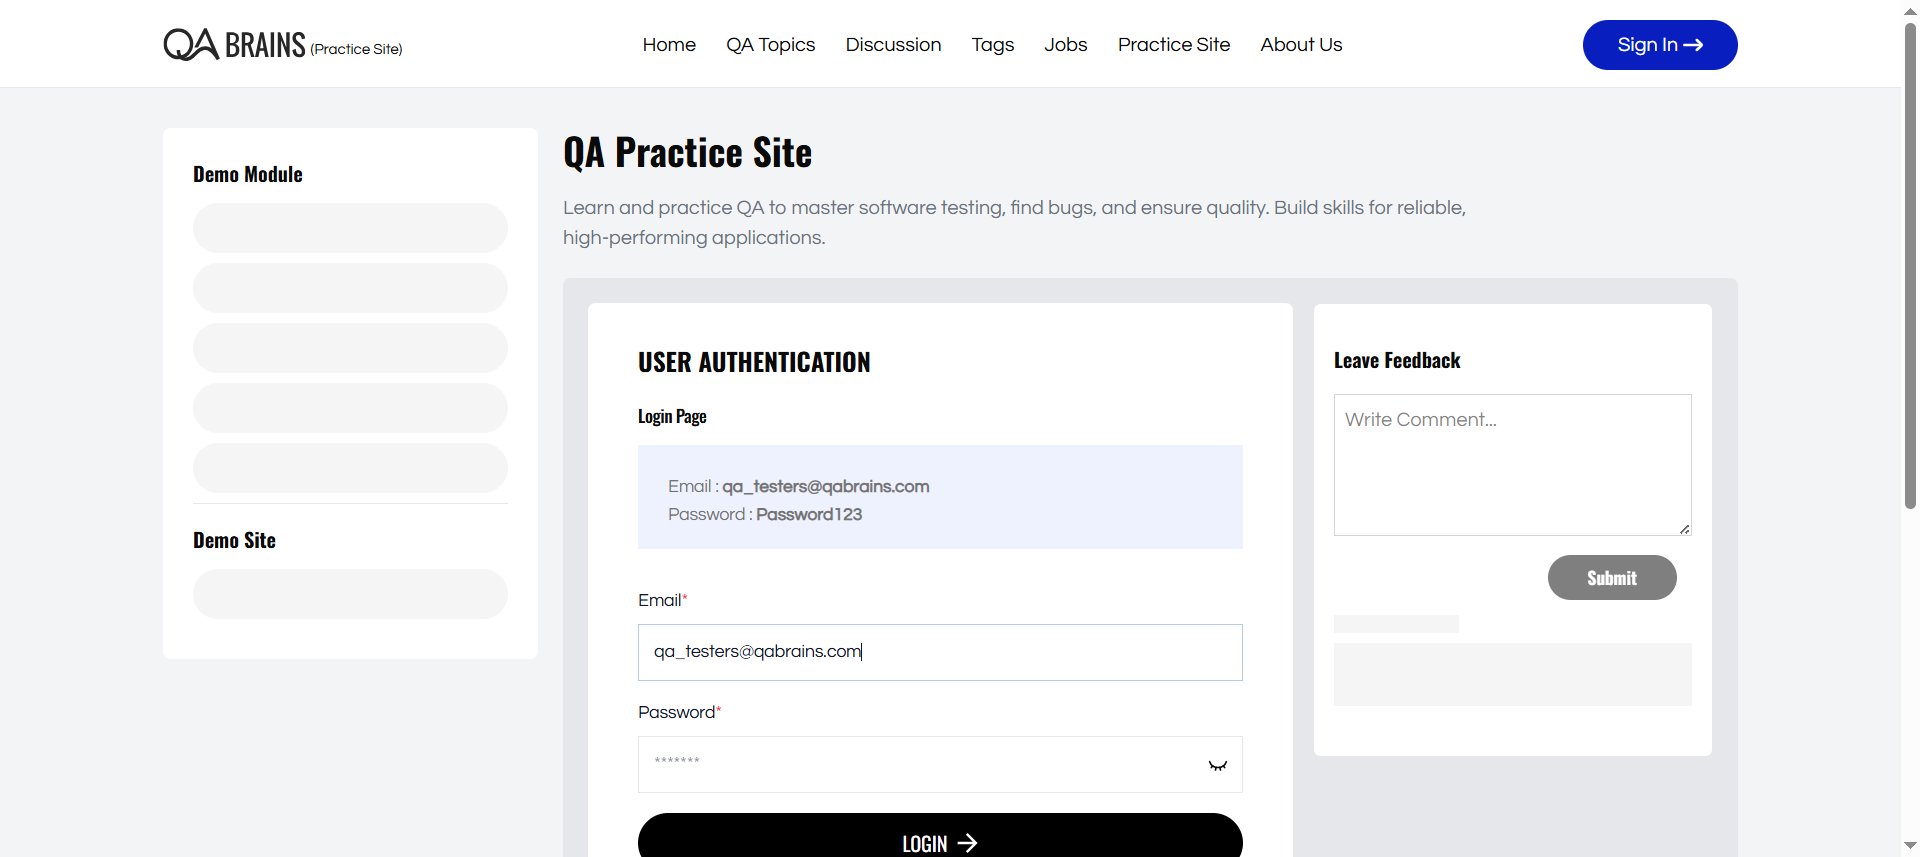 QA BRAINS (Practice Site)
Home QA Topics Discussion Tags Jobs Practice Site About Us
Sign In
Demo Module
Demo Site
QA Practice Site
Learn and practice QA to master software testing, find bugs, and ensure quality. Build skills for reliable,
high-performing applications.
USER AUTHENTICATION
Login Page
Email : qa_testers@qabrains.com
Password : Password123
Email*
qa_testers@qabrains.com
Password*
*******
LOGIN
Leave Feedback
Write Comment...
Submit